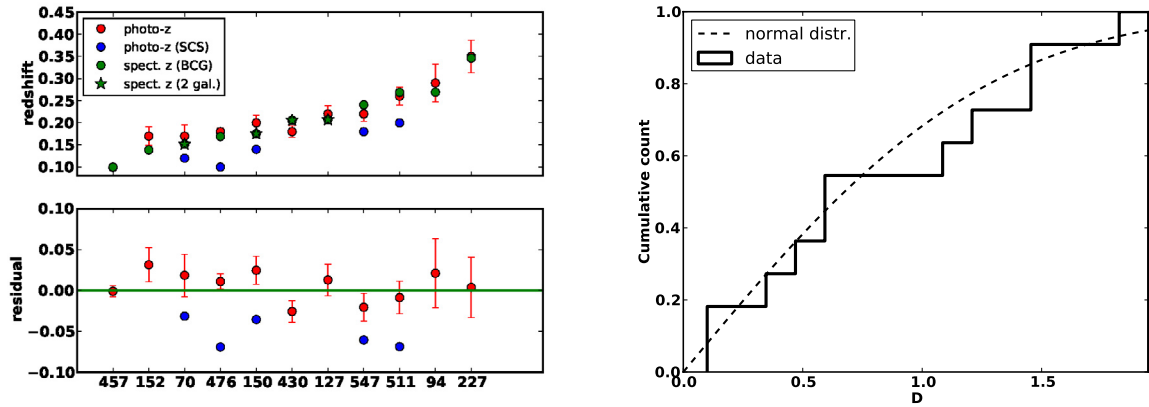 0.45
0.40
0.35
0.30
0.25
0.20
0.15
0.10
redshift
photo-z
photo-z (SCS)
spect. z (BCG)
spect. z (2 gal.)
0.10
0.05
0.00
−0.05
−0.10
residual
457 152 70 476 150 430 127 547 511 94 227
1.0
0.8
0.6
0.4
0.2
0.0
Cumulative count
normal distr.
data
0.0 0.5 1.0 1.5
D